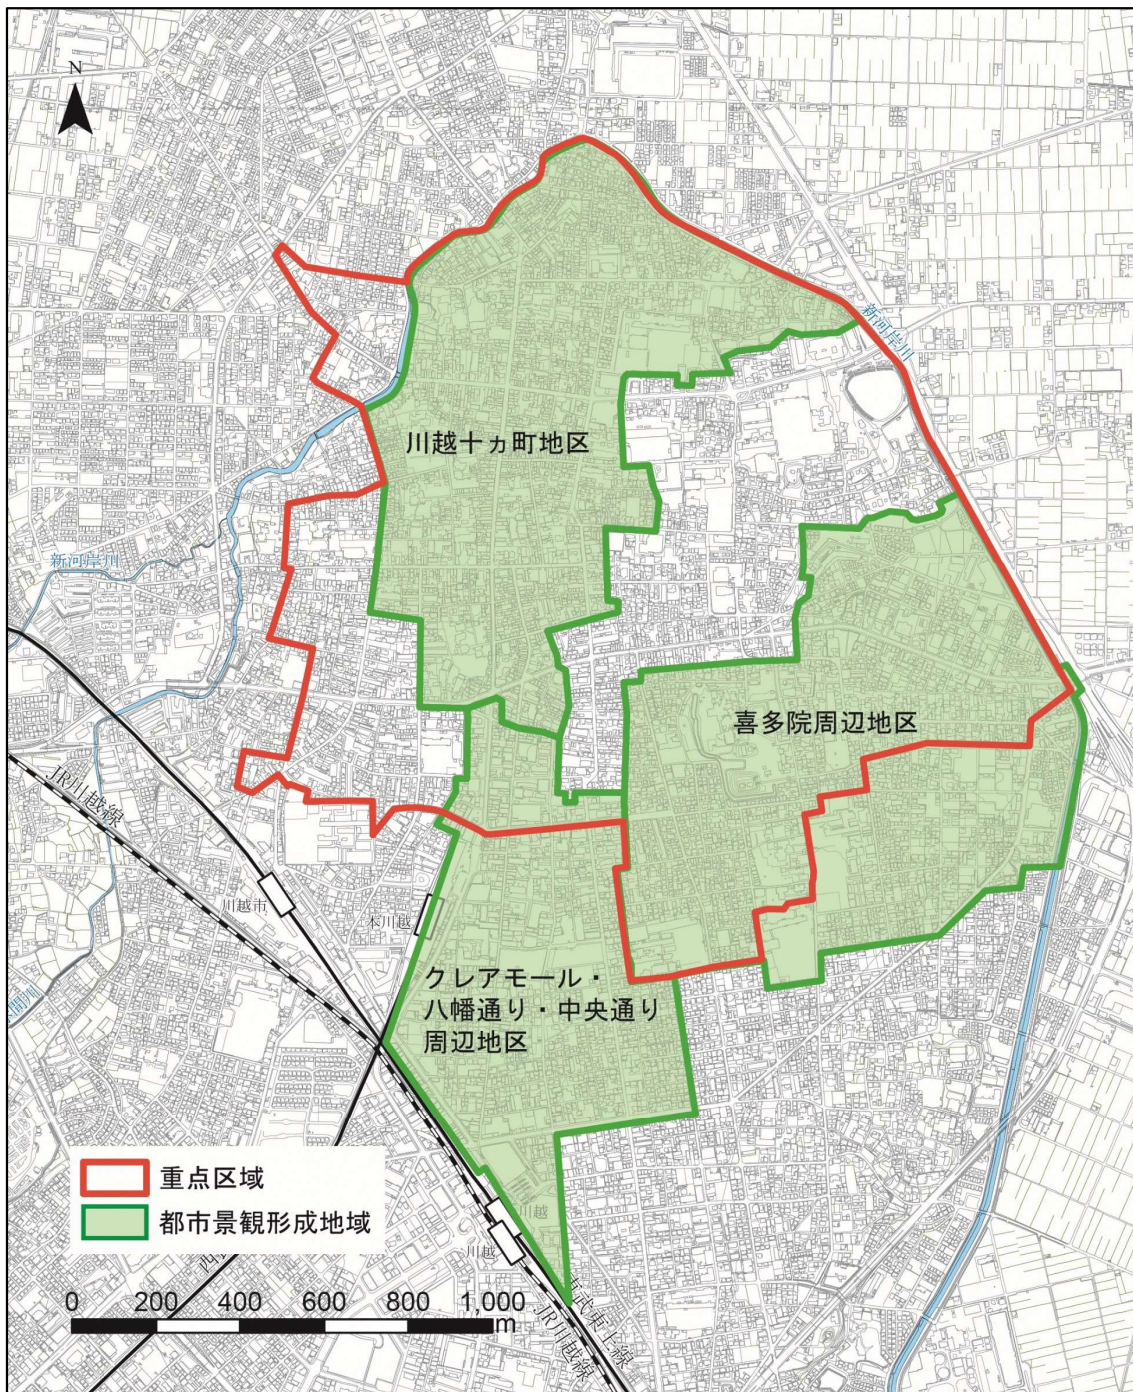 N
新河岸川
川越十ヵ町地区
新河岸川
喜多院周辺地区
JR川越線
川越市
本川越
クレアモール・
八幡通り・中央通り
周辺地区
重点区域
都市景観形成地域
川越
川越
0 200 400 600 800 1,000
m
東武東上線
JR川越線